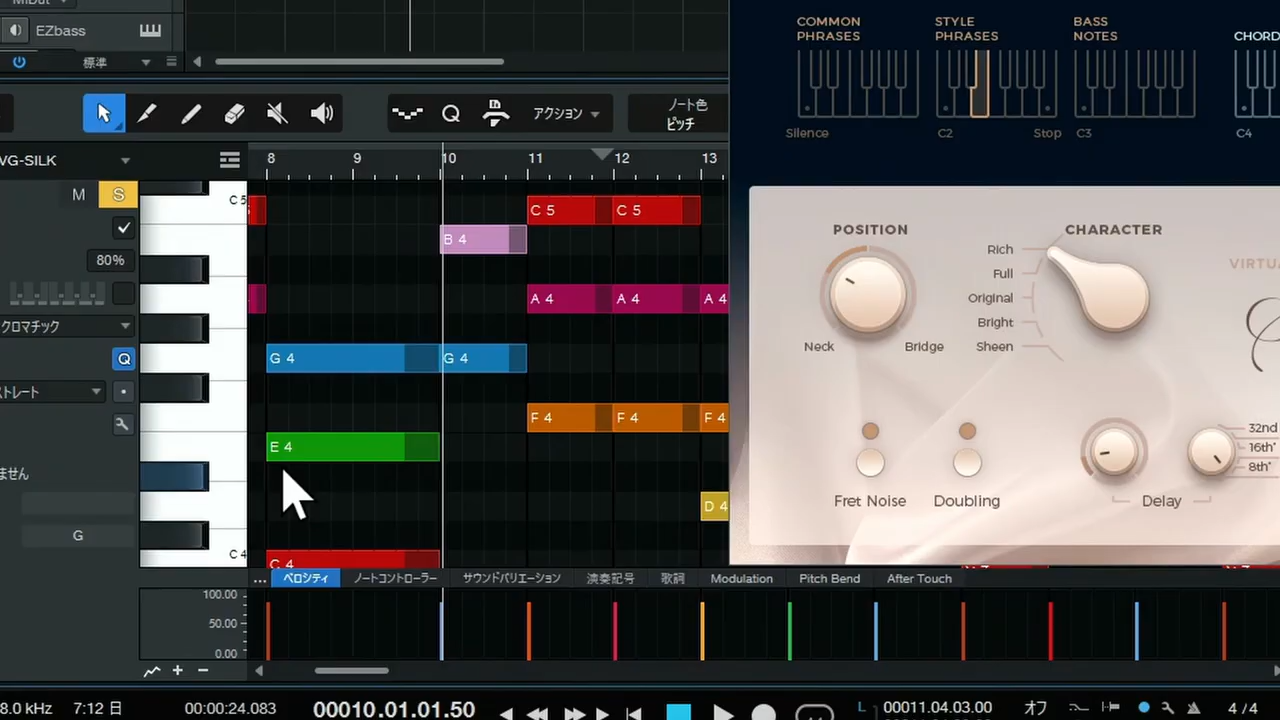 EZbass
標準
COMMON
PHRASES
STYLE
PHRASES
BASS
NOTES
CHORD
Silence
C2
Stop
C3
C4
Q
アクション
ノート色
ピッチ
VG-SILK
8 9 10 11 12 13
M S
80%
クロマチック
Q
ストレート
ません
G
C 5
C 4
C 5
C 5
B 4
A 4
A 4
A 4
G 4
G 4
F 4
F 4
F 4
E 4
D 4
C 4
POSITION
Neck
Bridge
CHARACTER
Rich
Full
Original
Bright
Sheen
Fret Noise
Doubling
Delay
32nd
16th
8th
... ベロシティ ノートコントローラー サウンドバリエーション 演奏記号 歌詞 Modulation Pitch Bend After Touch
100.00
50.00
0.00
8.0 kHz
7:12 日
00:00:24.083
00010.01.01.50
L
00011.04.03.00
オフ
4 / 4